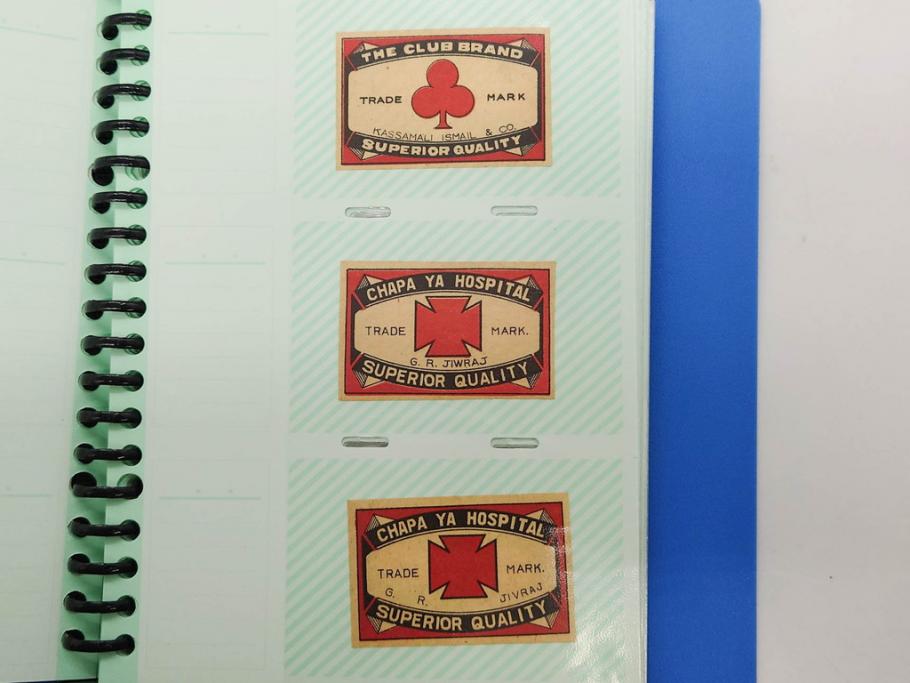 THE CLUB BRAND
TRADE MARK
KASSAMALI ISMAIL & CO.
SUPERIOR QUALITY
CHAPA YA HOSPITAL
TRADE MARK.
G. R. JIWRAJ
SUPERIOR QUALITY
CHAPA YA HOSPITAL
TRADE MARK.
G. R. JIVRAJ
SUPERIOR QUALITY